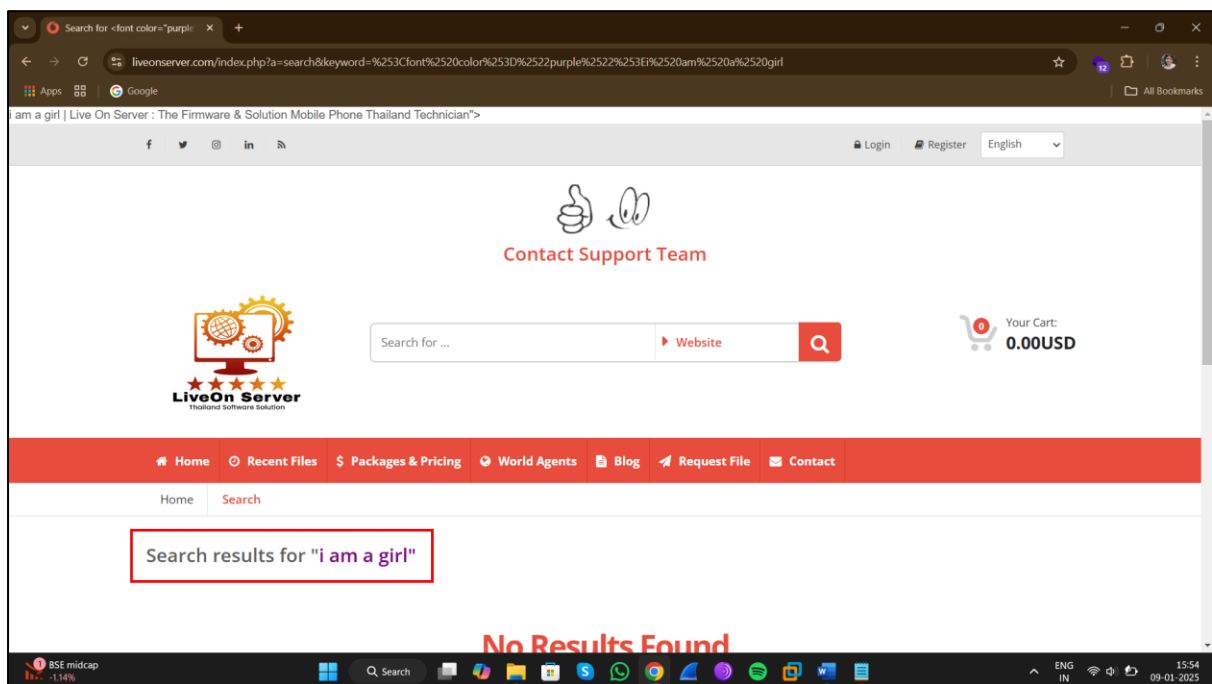 Search for <font color="purple
liveonserver.com/index.php?a=search&keyword=%253Cfont%2520color%253D%2522purple%2522%253Ei%2520am%2520a%2520girl
12
Apps
Google
All Bookmarks
i am a girl | Live On Server : The Firmware & Solution Mobile Phone Thailand Technician">
Login
Register
English
Contact Support Team
LiveOn Server
Thailand Software Solution
Search for ...
Website
0
Your Cart:
0.00USD
Home
Recent Files
$ Packages & Pricing
World Agents
Blog
Request File
Contact
Home
Search
Search results for "i am a girl"
No Results Found
1
BSE midcap
-1.14%
Search
ENG
IN
15:54
09-01-2025